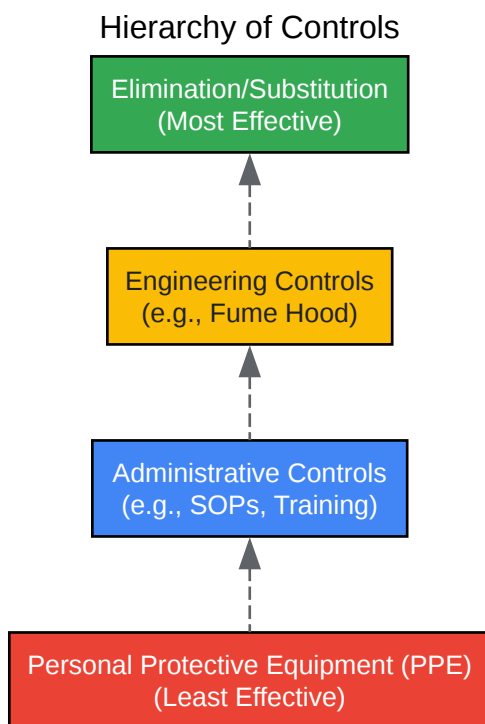 Hierarchy of Controls
Elimination/Substitution
(Most Effective)
Engineering Controls
(e.g., Fume Hood)
Administrative Controls
(e.g., SOPs, Training)
Personal Protective Equipment (PPE)
(Least Effective)